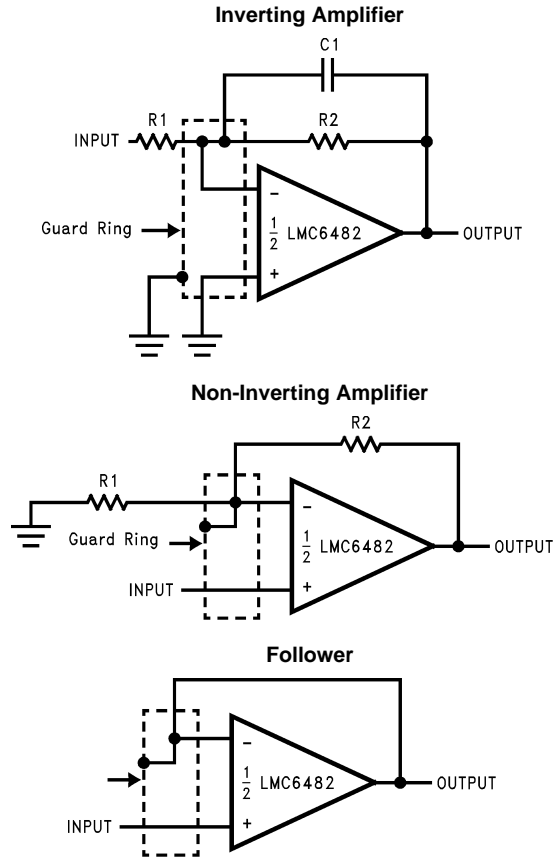 Inverting Amplifier
C1
R1
R2
INPUT
−
Guard Ring
1/2 LMC6482
OUTPUT
+
Non-Inverting Amplifier
R2
R1
−
Guard Ring
1/2 LMC6482
OUTPUT
INPUT
+
Follower
−
1/2 LMC6482
OUTPUT
INPUT
+